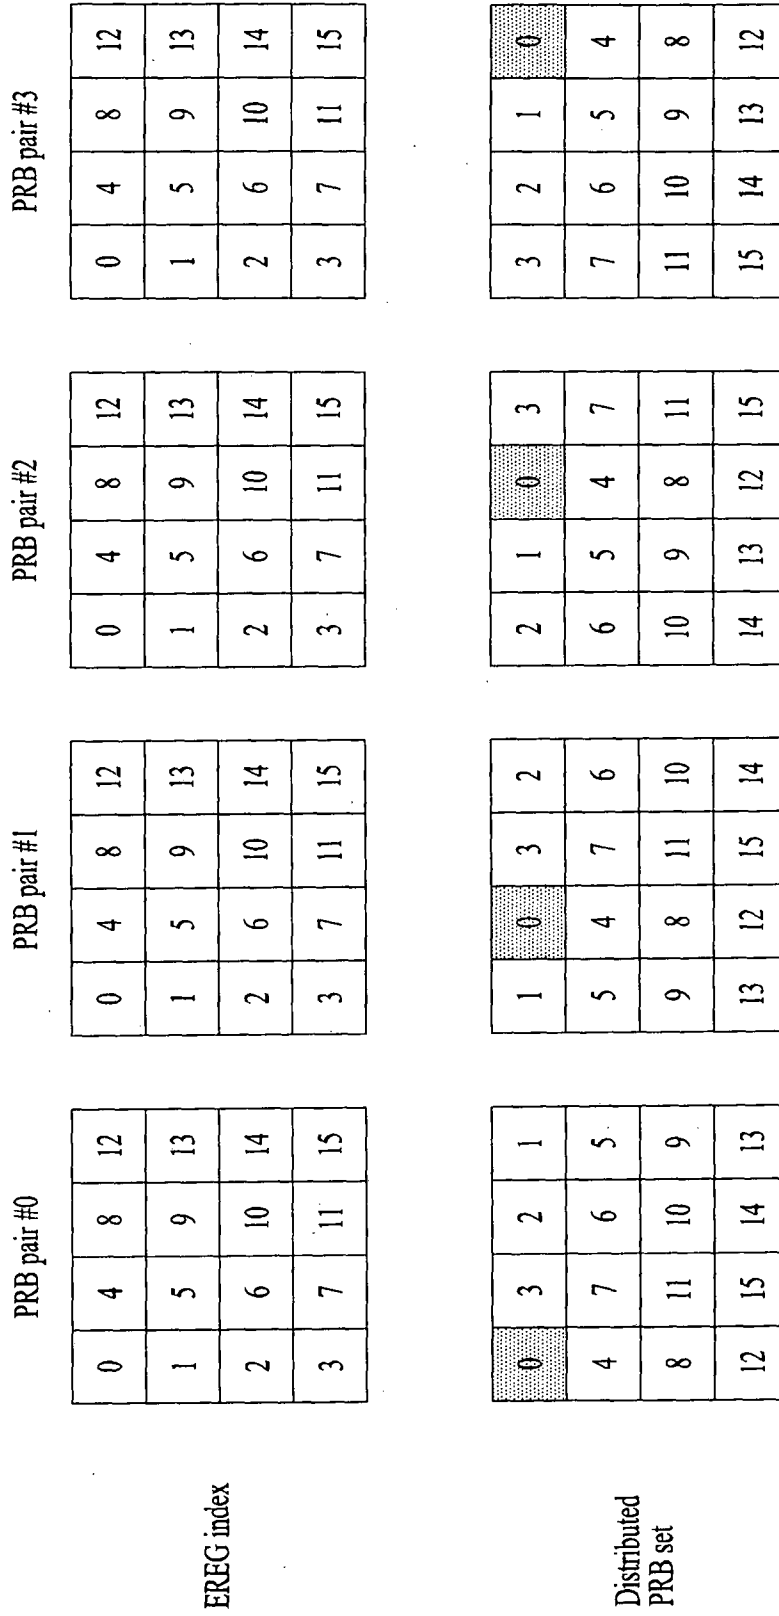 PRB pair #0 PRB pair #1 PRB pair #2 PRB pair #3
EREG index
0 4 8 12 0 4 8 12 0 4 8 12 0 4 8 12
1 5 9 13 1 5 9 13 1 5 9 13 1 5 9 13
2 6 10 14 2 6 10 14 2 6 10 14 2 6 10 14
3 7 11 15 3 7 11 15 3 7 11 15 3 7 11 15
Distributed
PRB set
0 3 2 1 1 0 3 2 2 1 0 3 3 2 1 0
4 7 6 5 5 4 7 6 6 5 4 7 7 6 5 4
8 11 10 9 9 8 11 10 10 9 8 11 11 10 9 8
12 15 14 13 13 12 15 14 14 13 12 15 15 14 13 12